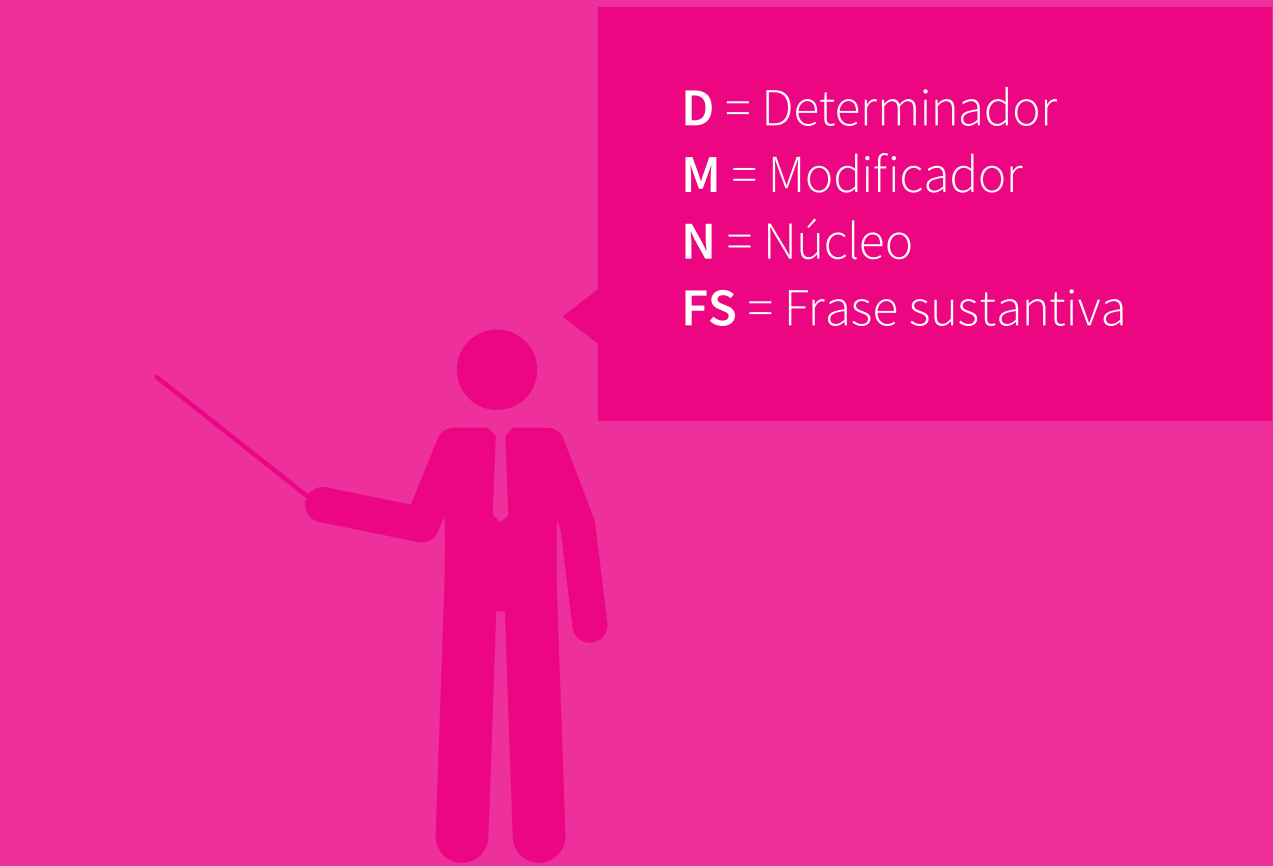 D = Determinador
M = Modificador
N = Núcleo
FS = Frase sustantiva